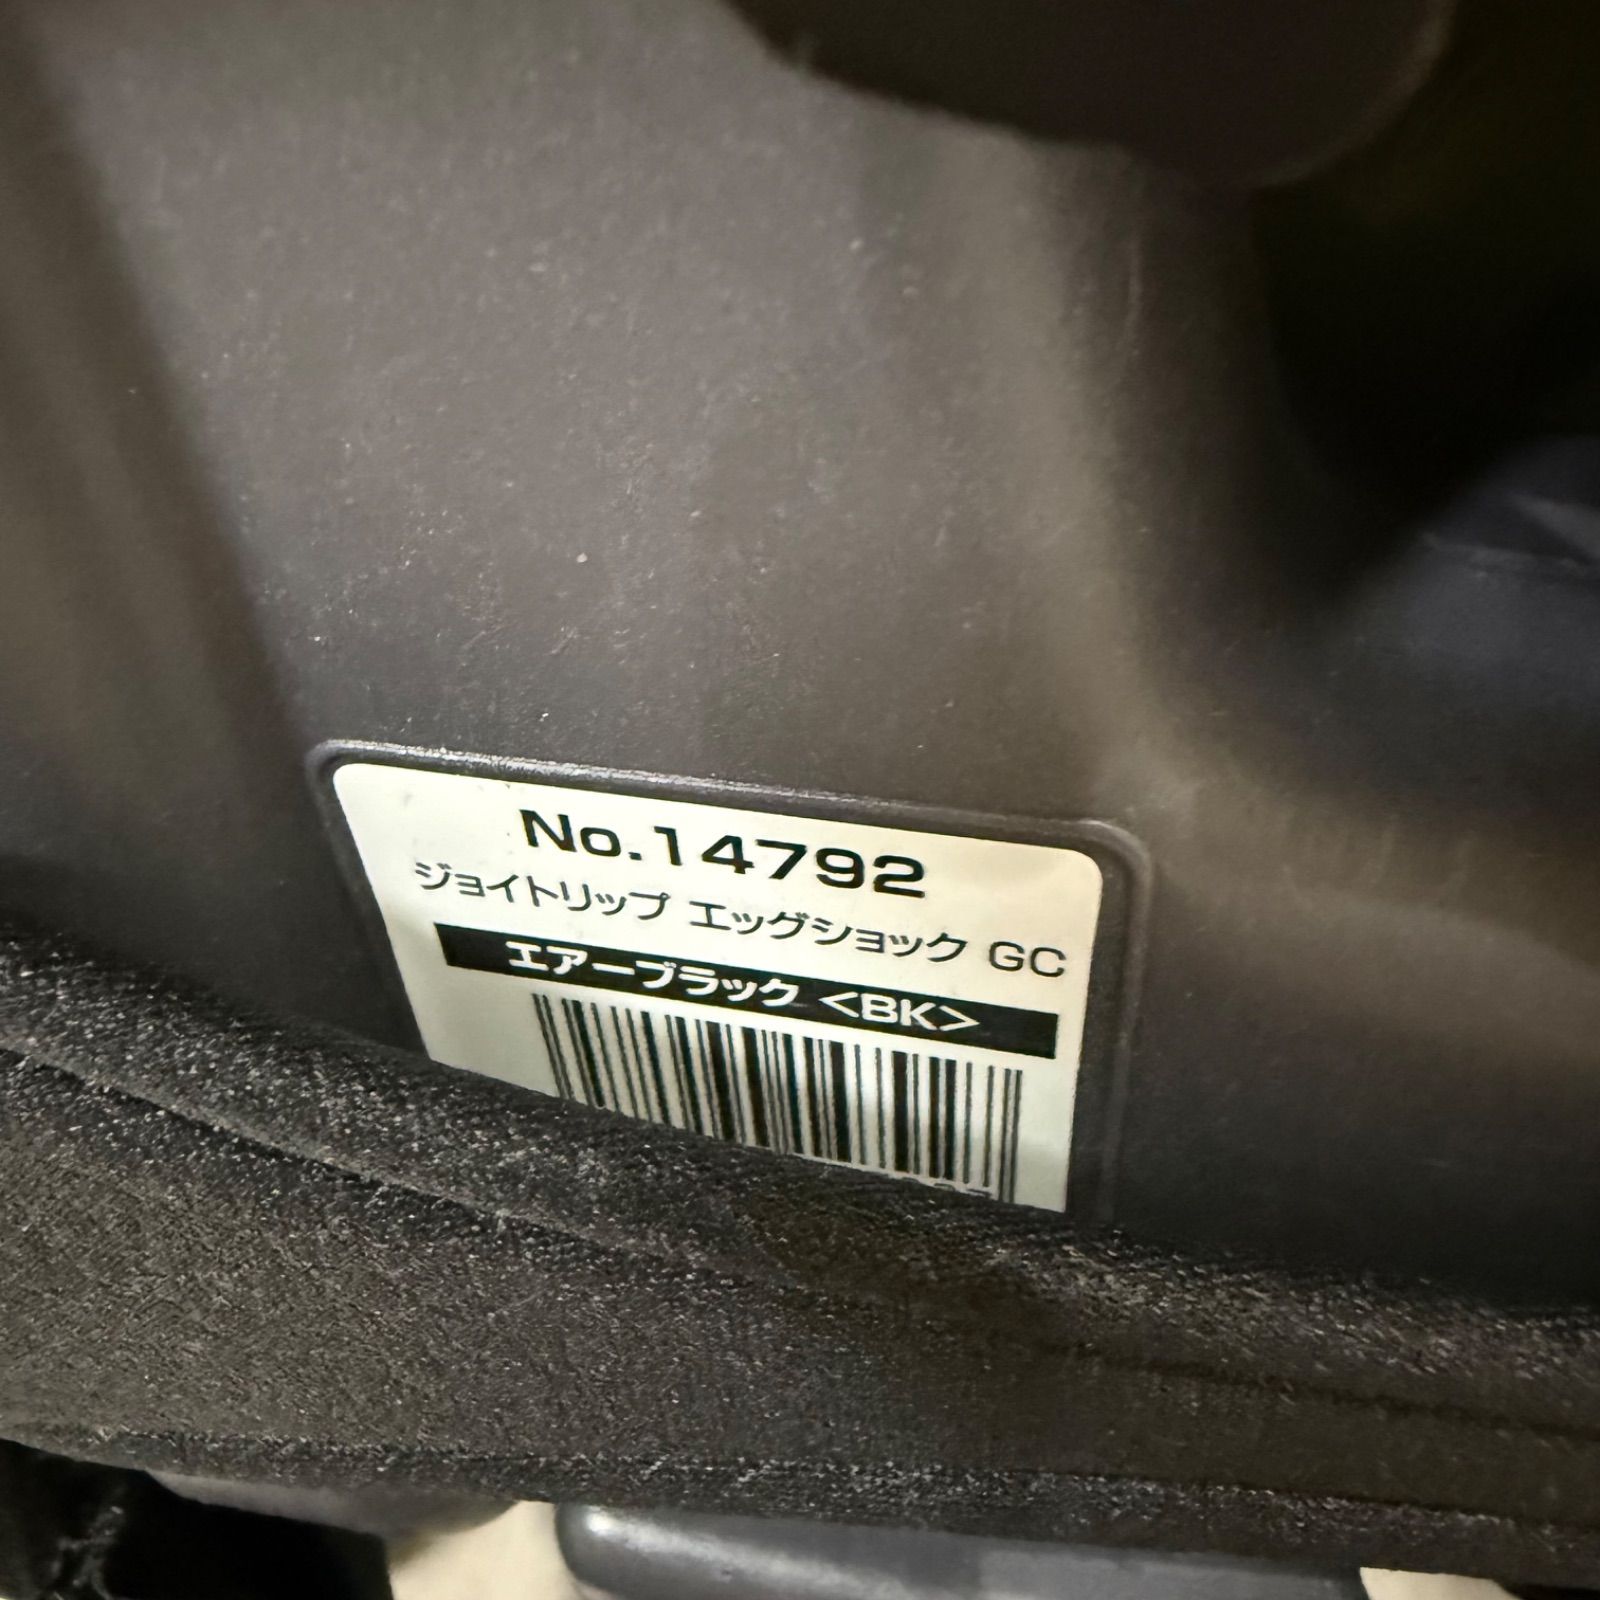 No.14792
ジョイトリップ エッグショック GC
エアーブラック <BK>